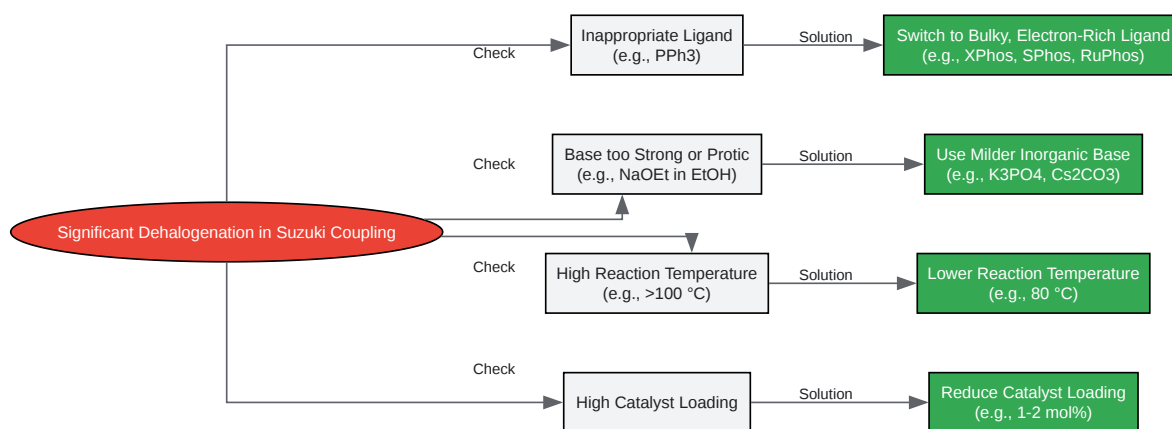 Inappropriate Ligand
(e.g., PPh3)
Solution
Switch to Bulky, Electron-Rich Ligand
(e.g., XPhos, SPhos, RuPhos)
Check
Base too Strong or Protic
(e.g., NaOEt in EtOH)
Solution
Use Milder Inorganic Base
(e.g., K3PO4, Cs2CO3)
Check
Significant Dehalogenation in Suzuki Coupling
Check
High Reaction Temperature
(e.g., >100 °C)
Solution
Lower Reaction Temperature
(e.g., 80 °C)
Check
High Catalyst Loading
Solution
Reduce Catalyst Loading
(e.g., 1-2 mol%)